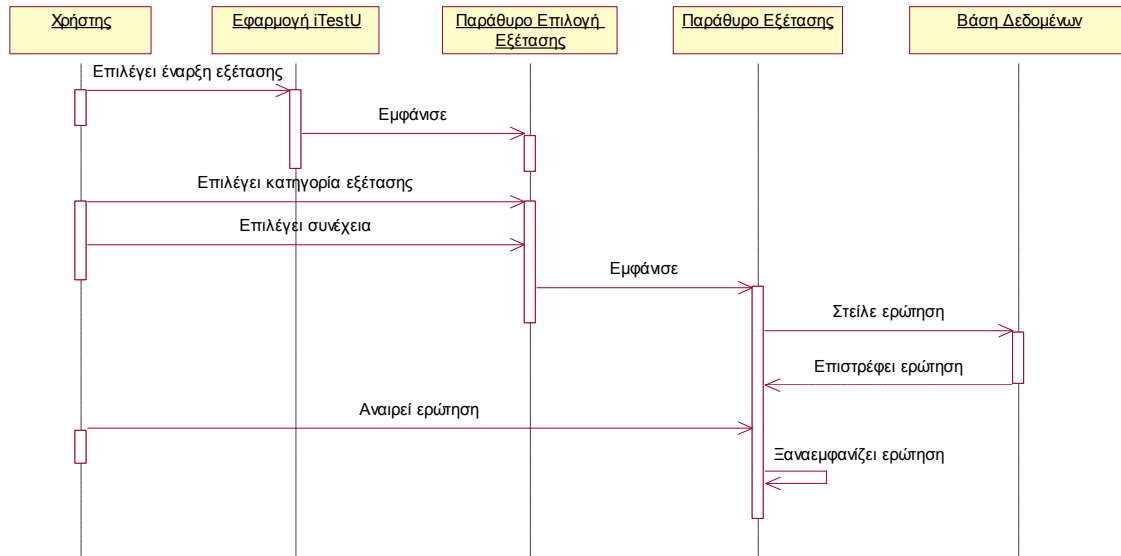 Χρήστης
Εφαρμογή iTestU
Παράθυρο Επιλογή
Εξέτασης
Παράθυρο Εξέτασης
Βάση Δεδομένων
Επιλέγει έναρξη εξέτασης
Εμφάνισε
Επιλέγει κατηγορία εξέτασης
Επιλέγει συνέχεια
Εμφάνισε
Στείλε ερώτηση
Επιστρέφει ερώτηση
Αναιρεί ερώτηση
Ξαναεμφανίζει ερώτηση